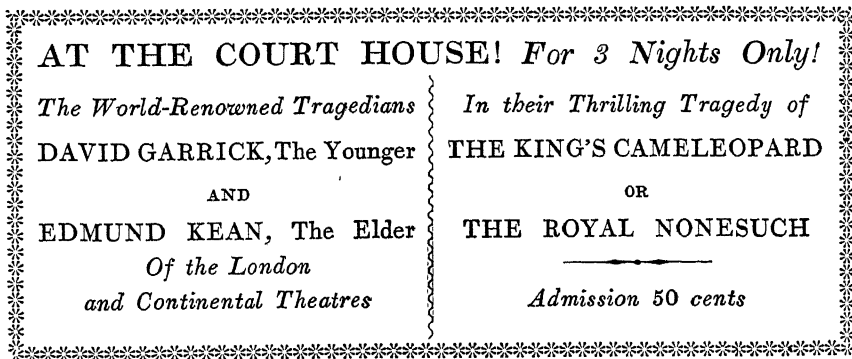 AT THE COURT HOUSE! For 3 Nights Only!
The World-Renowned Tragedians
DAVID GARRICK, The Younger
AND
EDMUND KEAN, The Elder
Of the London
and Continental Theatres
In their Thrilling Tragedy of
THE KING'S CAMELEOPARD
OR
THE ROYAL NONESUCH
Admission 50 cents